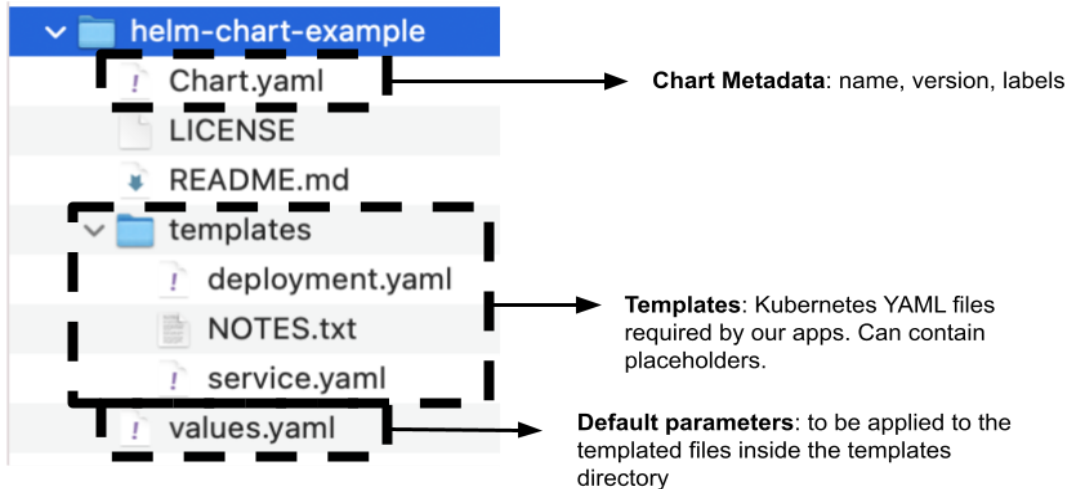 helm-chart-example
Chart.yaml
Chart Metadata: name, version, labels
LICENSE
README.md
templates
deployment.yaml
NOTES.txt
service.yaml
Templates: Kubernetes YAML files
required by our apps. Can contain
placeholders.
values.yaml
Default parameters: to be applied to the
templated files inside the templates
directory